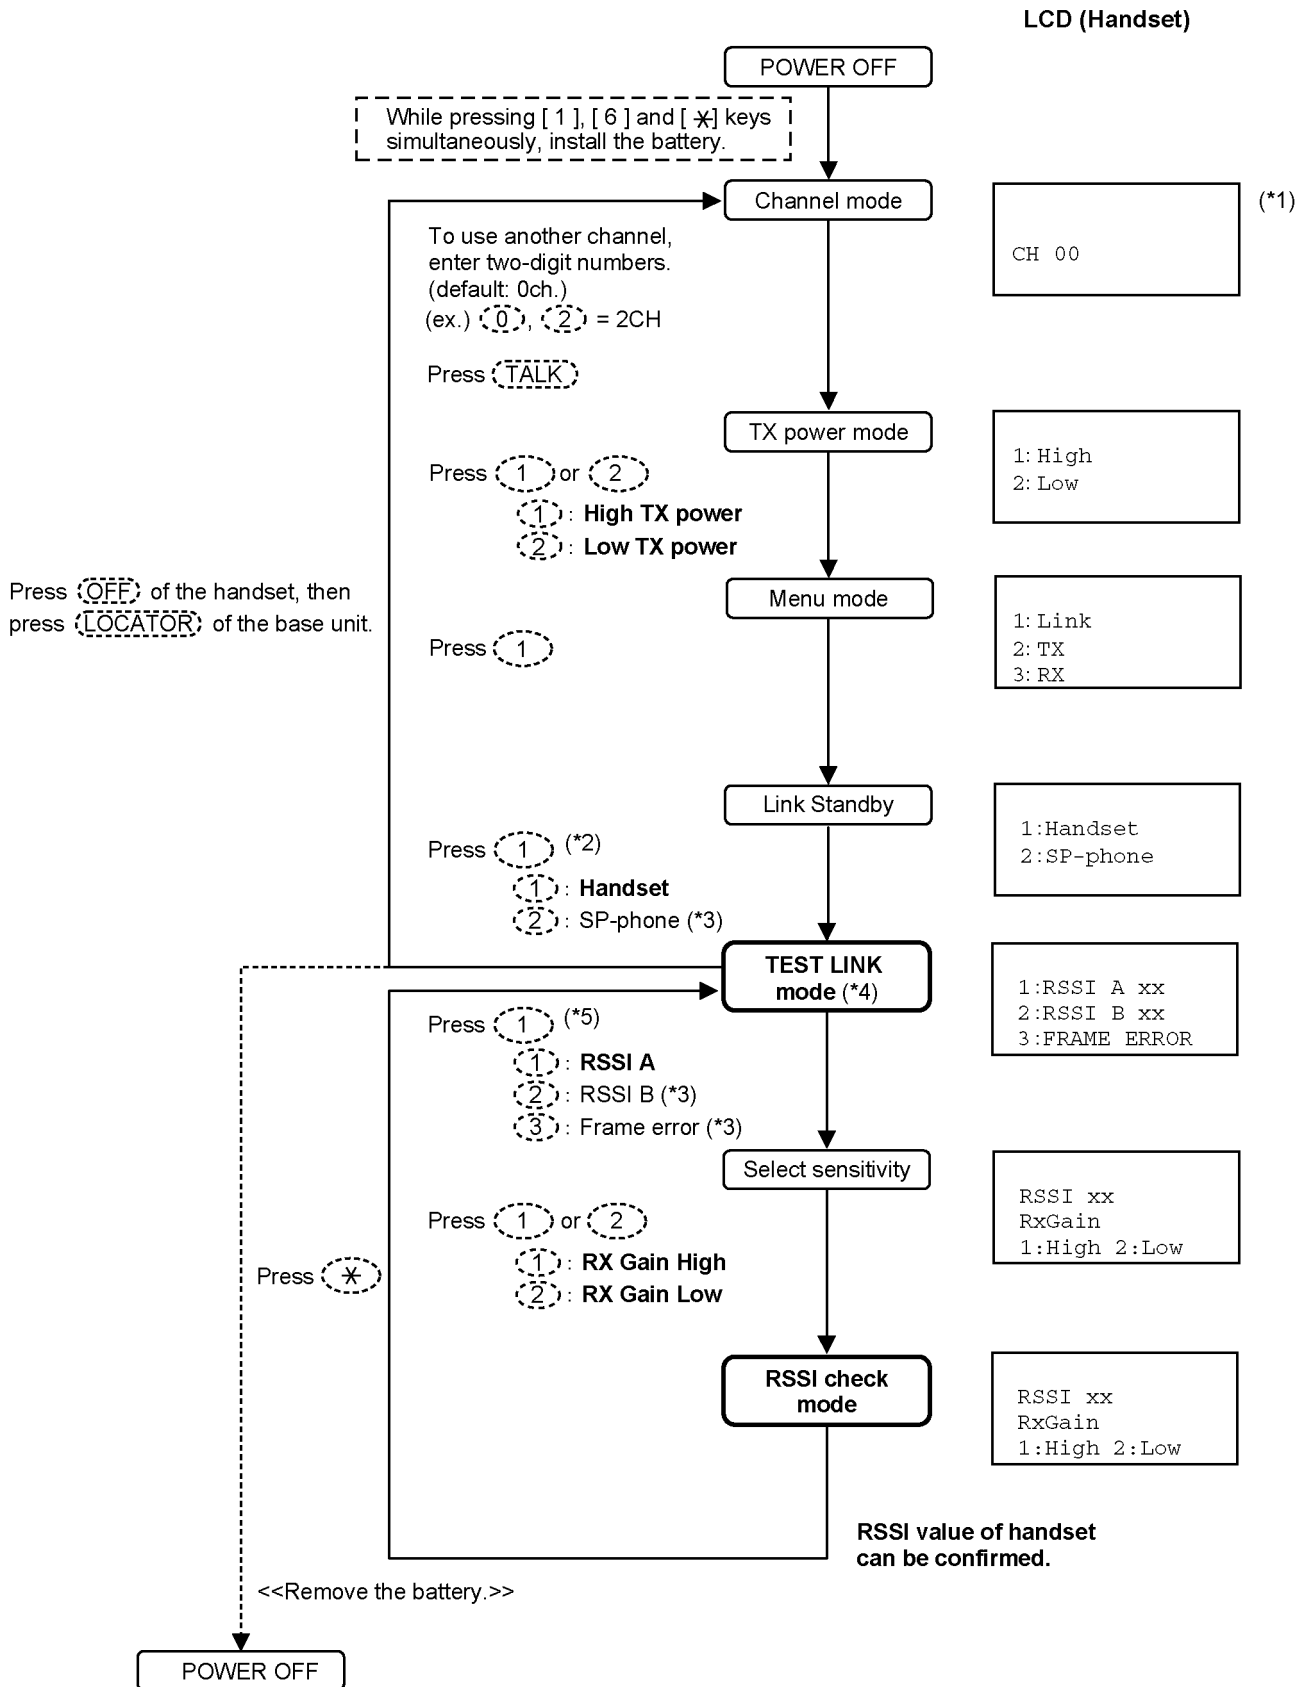 LCD (Handset)
POWER OFF
While pressing [ 1 ], [ 6 ] and [ * ] keys
simultaneously, install the battery.
Channel mode
(*1)
To use another channel,
enter two-digit numbers.
(default: 0ch.)
(ex.) 0, 2 = 2CH
CH 00
Press TALK
TX power mode
1: High
2: Low
Press 1 or 2
1 : High TX power
2 : Low TX power
Press OFF of the handset, then
press LOCATOR of the base unit.
Menu mode
1: Link
2: TX
3: RX
Press 1
Link Standby
1:Handset
2:SP-phone
Press 1 (*2)
1 : Handset
2 : SP-phone (*3)
TEST LINK
mode (*4)
1:RSSI A xx
2:RSSI B xx
3:FRAME ERROR
Press 1 (*5)
1 : RSSI A
2 : RSSI B (*3)
3 : Frame error (*3)
Select sensitivity
RSSI xx
RxGain
1:High 2:Low
Press 1 or 2
1 : RX Gain High
2 : RX Gain Low
Press *
RSSI check
mode
RSSI xx
RxGain
1:High 2:Low
RSSI value of handset
can be confirmed.
<<Remove the battery.>>
POWER OFF